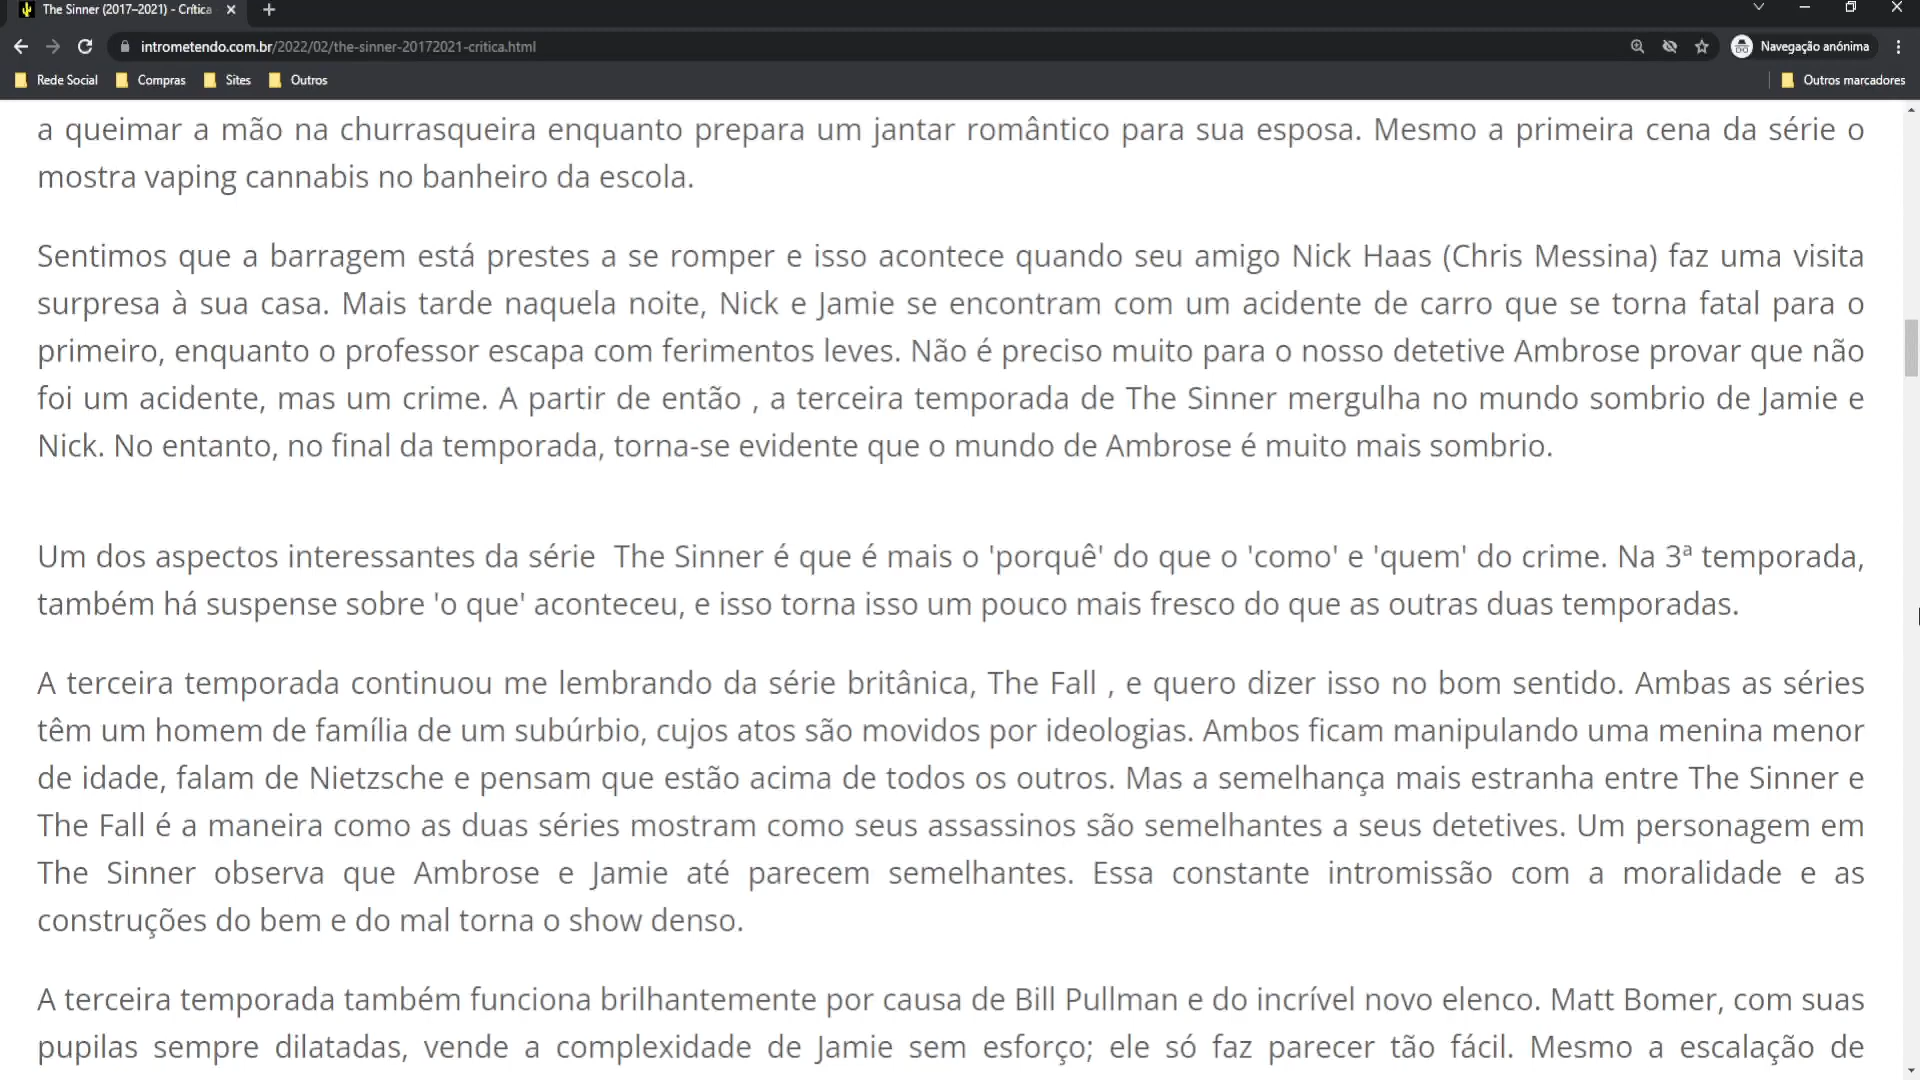 The Sinner (2017–2021) - Crítica
intrometendo.com.br/2022/02/the-sinner-20172021-critica.html
Navegação anónima
Rede Social
Compras
Sites
Outros
Outros marcadores
a queimar a mão na churrasqueira enquanto prepara um jantar romântico para sua esposa. Mesmo a primeira cena da série o
mostra vaping cannabis no banheiro da escola.
Sentimos que a barragem está prestes a se romper e isso acontece quando seu amigo Nick Haas (Chris Messina) faz uma visita
surpresa à sua casa. Mais tarde naquela noite, Nick e Jamie se encontram com um acidente de carro que se torna fatal para o
primeiro, enquanto o professor escapa com ferimentos leves. Não é preciso muito para o nosso detetive Ambrose provar que não
foi um acidente, mas um crime. A partir de então , a terceira temporada de The Sinner mergulha no mundo sombrio de Jamie e
Nick. No entanto, no final da temporada, torna-se evidente que o mundo de Ambrose é muito mais sombrio.
Um dos aspectos interessantes da série  The Sinner é que é mais o 'porquê' do que o 'como' e 'quem' do crime. Na 3ª temporada,
também há suspense sobre 'o que' aconteceu, e isso torna isso um pouco mais fresco do que as outras duas temporadas.
A terceira temporada continuou me lembrando da série britânica, The Fall , e quero dizer isso no bom sentido. Ambas as séries
têm um homem de família de um subúrbio, cujos atos são movidos por ideologias. Ambos ficam manipulando uma menina menor
de idade, falam de Nietzsche e pensam que estão acima de todos os outros. Mas a semelhança mais estranha entre The Sinner e
The Fall é a maneira como as duas séries mostram como seus assassinos são semelhantes a seus detetives. Um personagem em
The Sinner observa que Ambrose e Jamie até parecem semelhantes. Essa constante intromissão com a moralidade e as
construções do bem e do mal torna o show denso.
A terceira temporada também funciona brilhantemente por causa de Bill Pullman e do incrível novo elenco. Matt Bomer, com suas
pupilas sempre dilatadas, vende a complexidade de Jamie sem esforço; ele só faz parecer tão fácil. Mesmo a escalação de